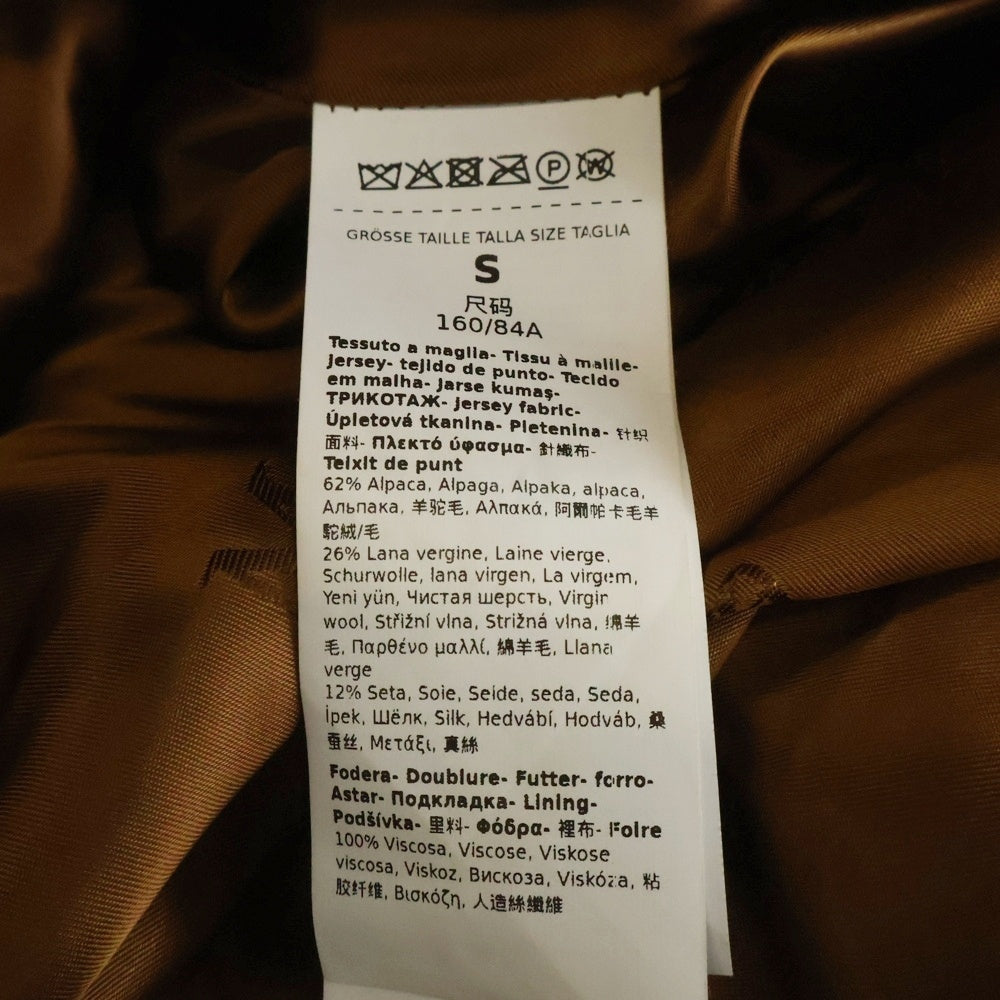 GRÖSSE TAILLE TALLA SIZE TAGLIA
S
尺码
160/84A
Tessuto a maglia- Tissu à maille-
Jersey- tejido de punto- Tecido
em malha- Jarse kumaş-
ТРИКОТАЖ- Jersey fabric-
Úpletová tkanina- Pletenina- 针织
面料- Πλεκτό ύφασμα- 針織布-
Teixit de punt
62% Alpaca, Alpaga, Alpaka, alpaca,
Альпака, 羊驼毛, Αλπακά, 阿爾帕卡毛羊
駝絨/毛
26% Lana vergine, Laine vierge,
Schurwolle, lana virgen, La virgem,
Yeni yün, Чистая шерсть, Virgin
wool, Střižní vlna, Strižná vlna, 绵羊
毛, Παρθένο μαλλί, 綿羊毛, Llana
verge
12% Seta, Soie, Seide, seda, Seda,
İpek, Шёлк, Silk, Hedvábí, Hodváb, 桑
蚕丝, Μετάξι, 真絲
Fodera- Doublure- Futter- forro-
Astar- Подкладка- Lining-
Podšívka- 里料- Φόδρα- 裡布- Folre
100% Viscosa, Viscose, Viskose
viscosa, Viskoz, Вискоза, Viskóza, 粘
胶纤维, Βισκόζη, 人造絲纖維